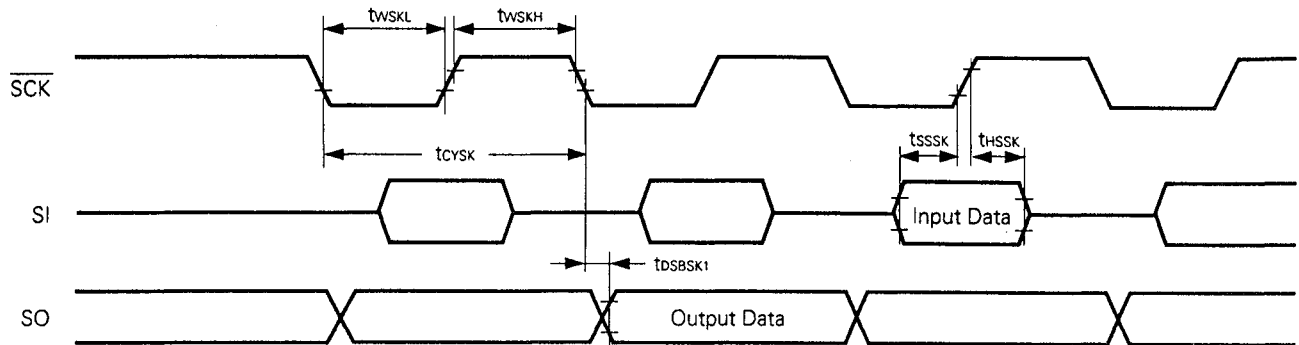 tWSKL tWSKH
SCK
tCYSK tSSSK tHSSK
SI Input Data
tDSBSK1
SO Output Data